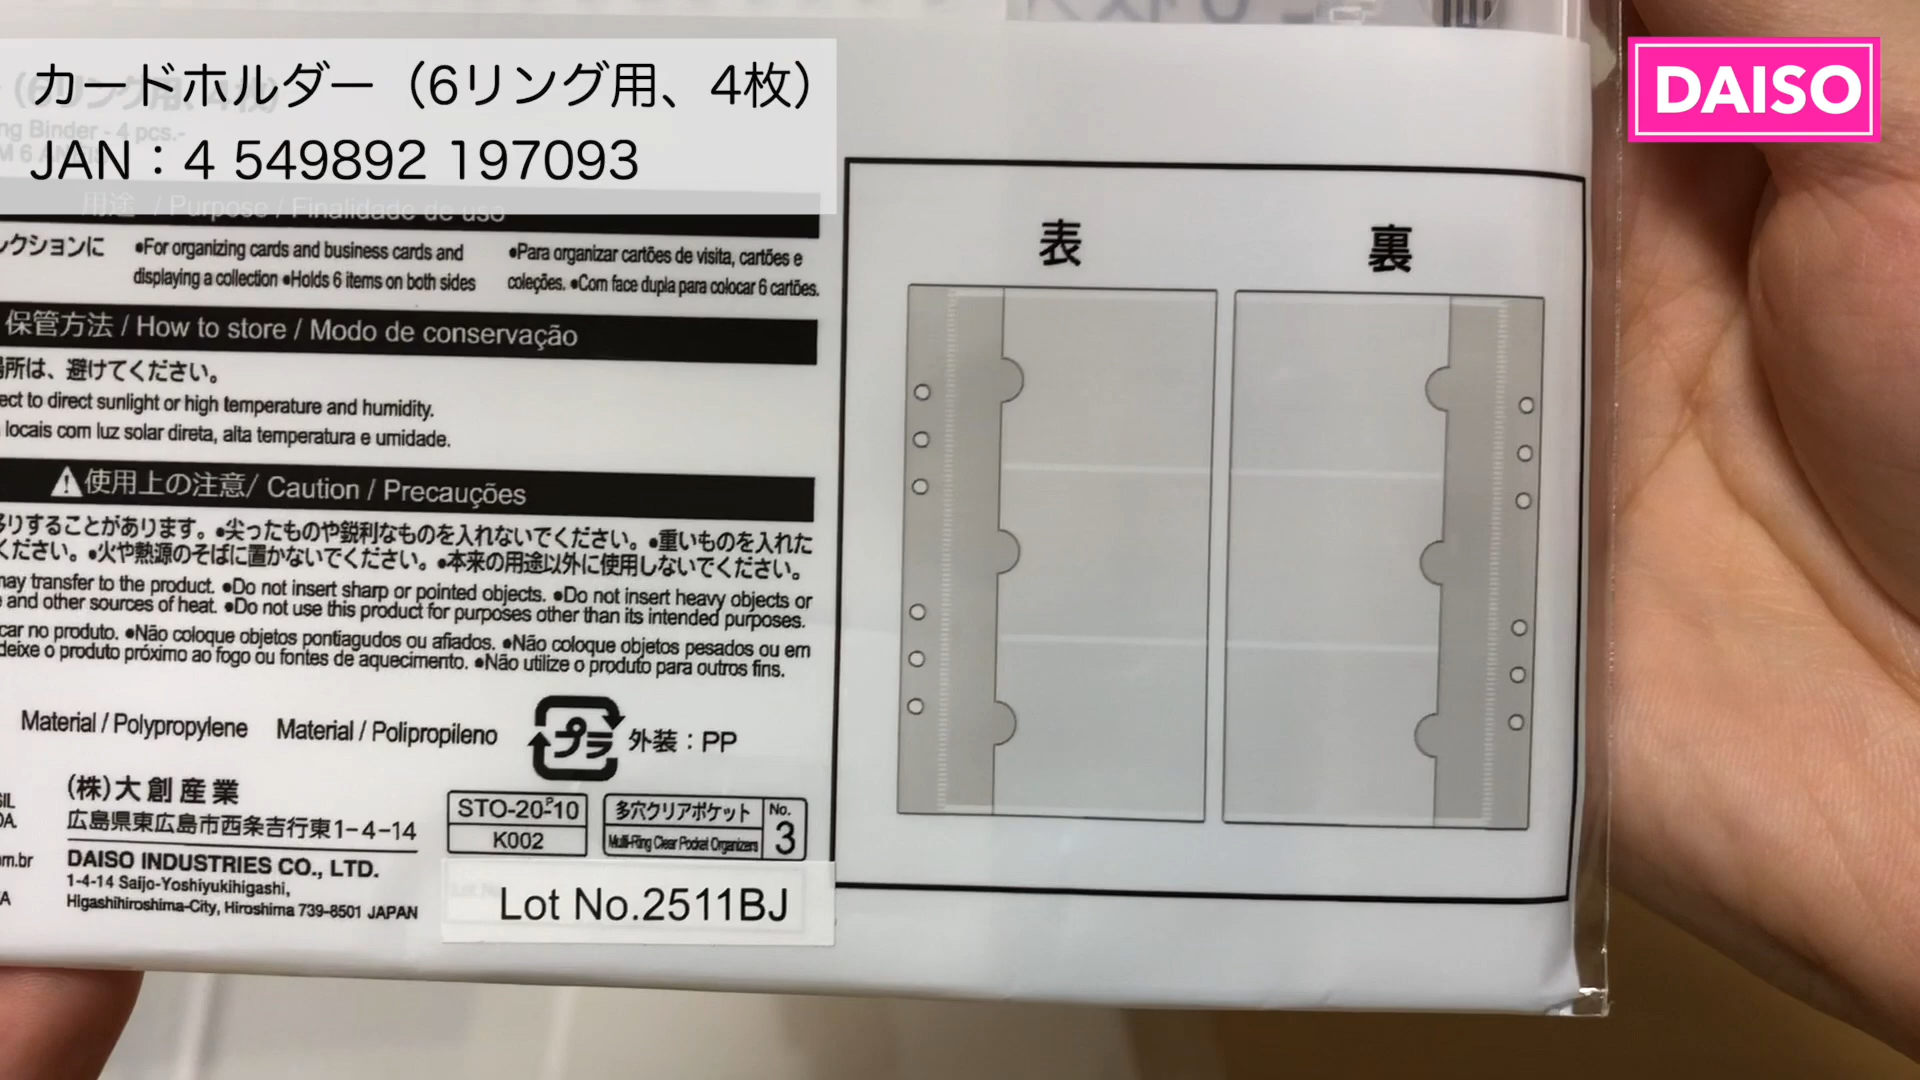 カードホルダー（6リング用、4枚）
JAN：4 549892 197093
DAISO
ng Binder - 4 pcs.-
用途 / Purpose / Finalidade de uso
レクションに
●For organizing cards and business cards and
displaying a collection ●Holds 6 items on both sides
●Para organizar cartões de visita, cartões e
coleções. ●Com face dupla para colocar 6 cartões.
保管方法 / How to store / Modo de conservação
場所は、避けてください。
ect to direct sunlight or high temperature and humidity.
locais com luz solar direta, alta temperatura e umidade.
使用上の注意/ Caution / Precauções
移りすることがあります。●尖ったものや鋭利なものを入れないでください。●重いものを入れた
ください。●火や熱源のそばに置かないでください。●本来の用途以外に使用しないでください。
may transfer to the product. ●Do not insert sharp or pointed objects. ●Do not insert heavy objects or
and other sources of heat. ●Do not use this product for purposes other than its intended purposes.
car no produto. ●Não coloque objetos pontiagudos ou afiados. ●Não coloque objetos pesados ou em
deixe o produto próximo ao fogo ou fontes de aquecimento. ●Não utilize o produto para outros fins.
Material / Polypropylene Material / Polipropileno
プラ 外装：PP
(株)大創産業
広島県東広島市西条吉行東1-4-14
DAISO INDUSTRIES CO., LTD.
1-4-14 Saijo-Yoshiyukihigashi,
Higashihiroshima-City, Hiroshima 739-8501 JAPAN
STO-20-P-10
K002
多穴クリアポケット
Multi-Ring Clear Pocket Organizers
No.
3
Lot No.2511BJ
表
裏